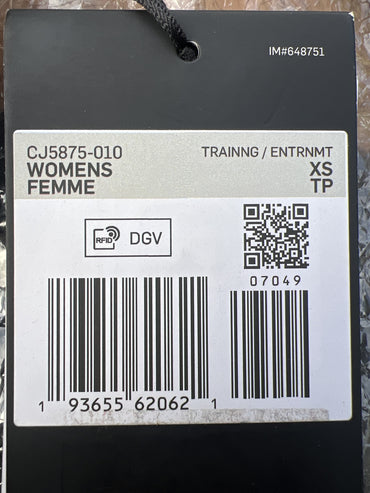 IM#648751
CJ5875-010 TRAINNG / ENTRNMT
WOMENS XS
FEMME TP
RFID DGV
07049
1 93655 62062 1